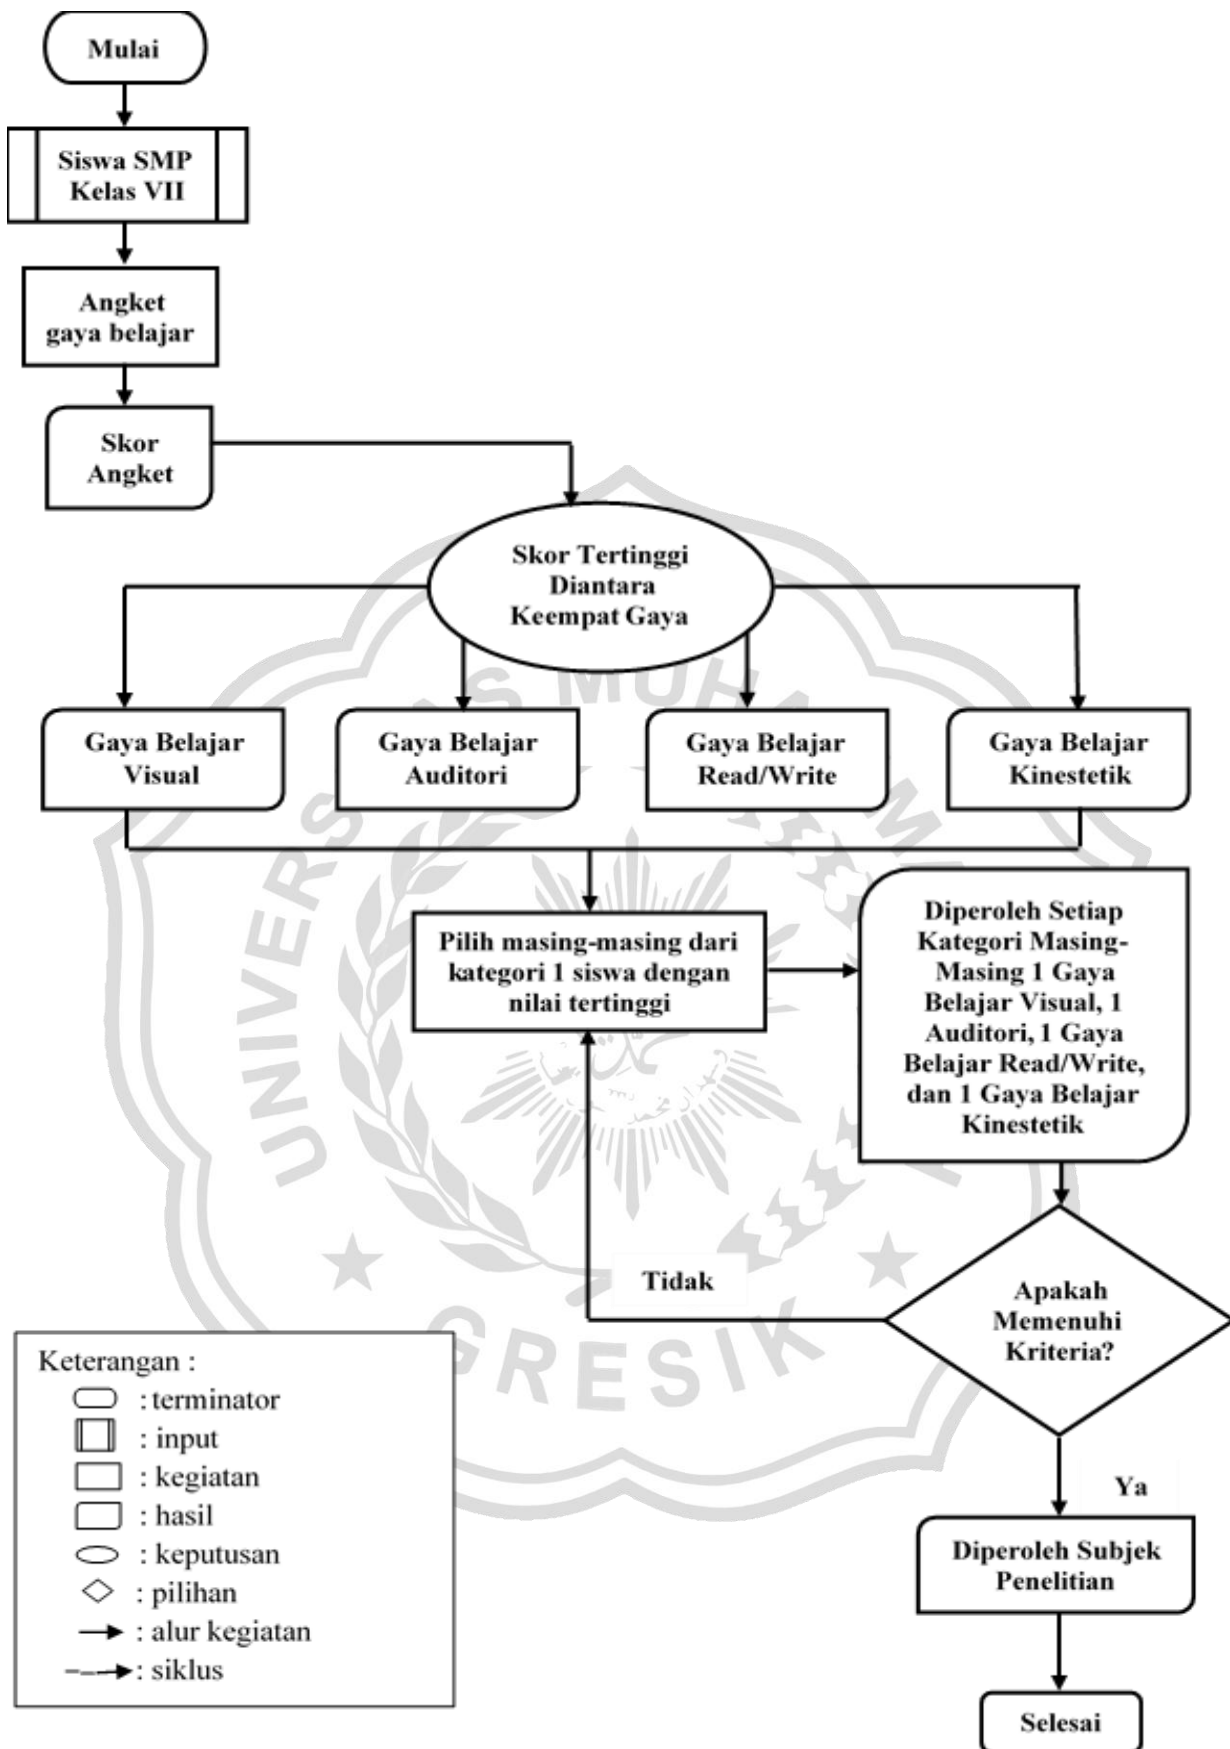 Mulai
Siswa SMP
Kelas VII
Angket
gaya belajar
Skor
Angket
Skor Tertinggi
Diantara
Keempat Gaya
Gaya Belajar
Visual
Gaya Belajar
Auditori
Gaya Belajar
Read/Write
Gaya Belajar
Kinestetik
Pilih masing-masing dari
kategori 1 siswa dengan
nilai tertinggi
Diperoleh Setiap
Kategori Masing-
Masing 1 Gaya
Belajar Visual, 1
Auditori, 1 Gaya
Belajar Read/Write,
dan 1 Gaya Belajar
Kinestetik
Tidak
Apakah
Memenuhi
Kriteria?
Ya
Diperoleh Subjek
Penelitian
Selesai
Keterangan :
: terminator
: input
: kegiatan
: hasil
: keputusan
: pilihan
: alur kegiatan
: siklus
GRESIK